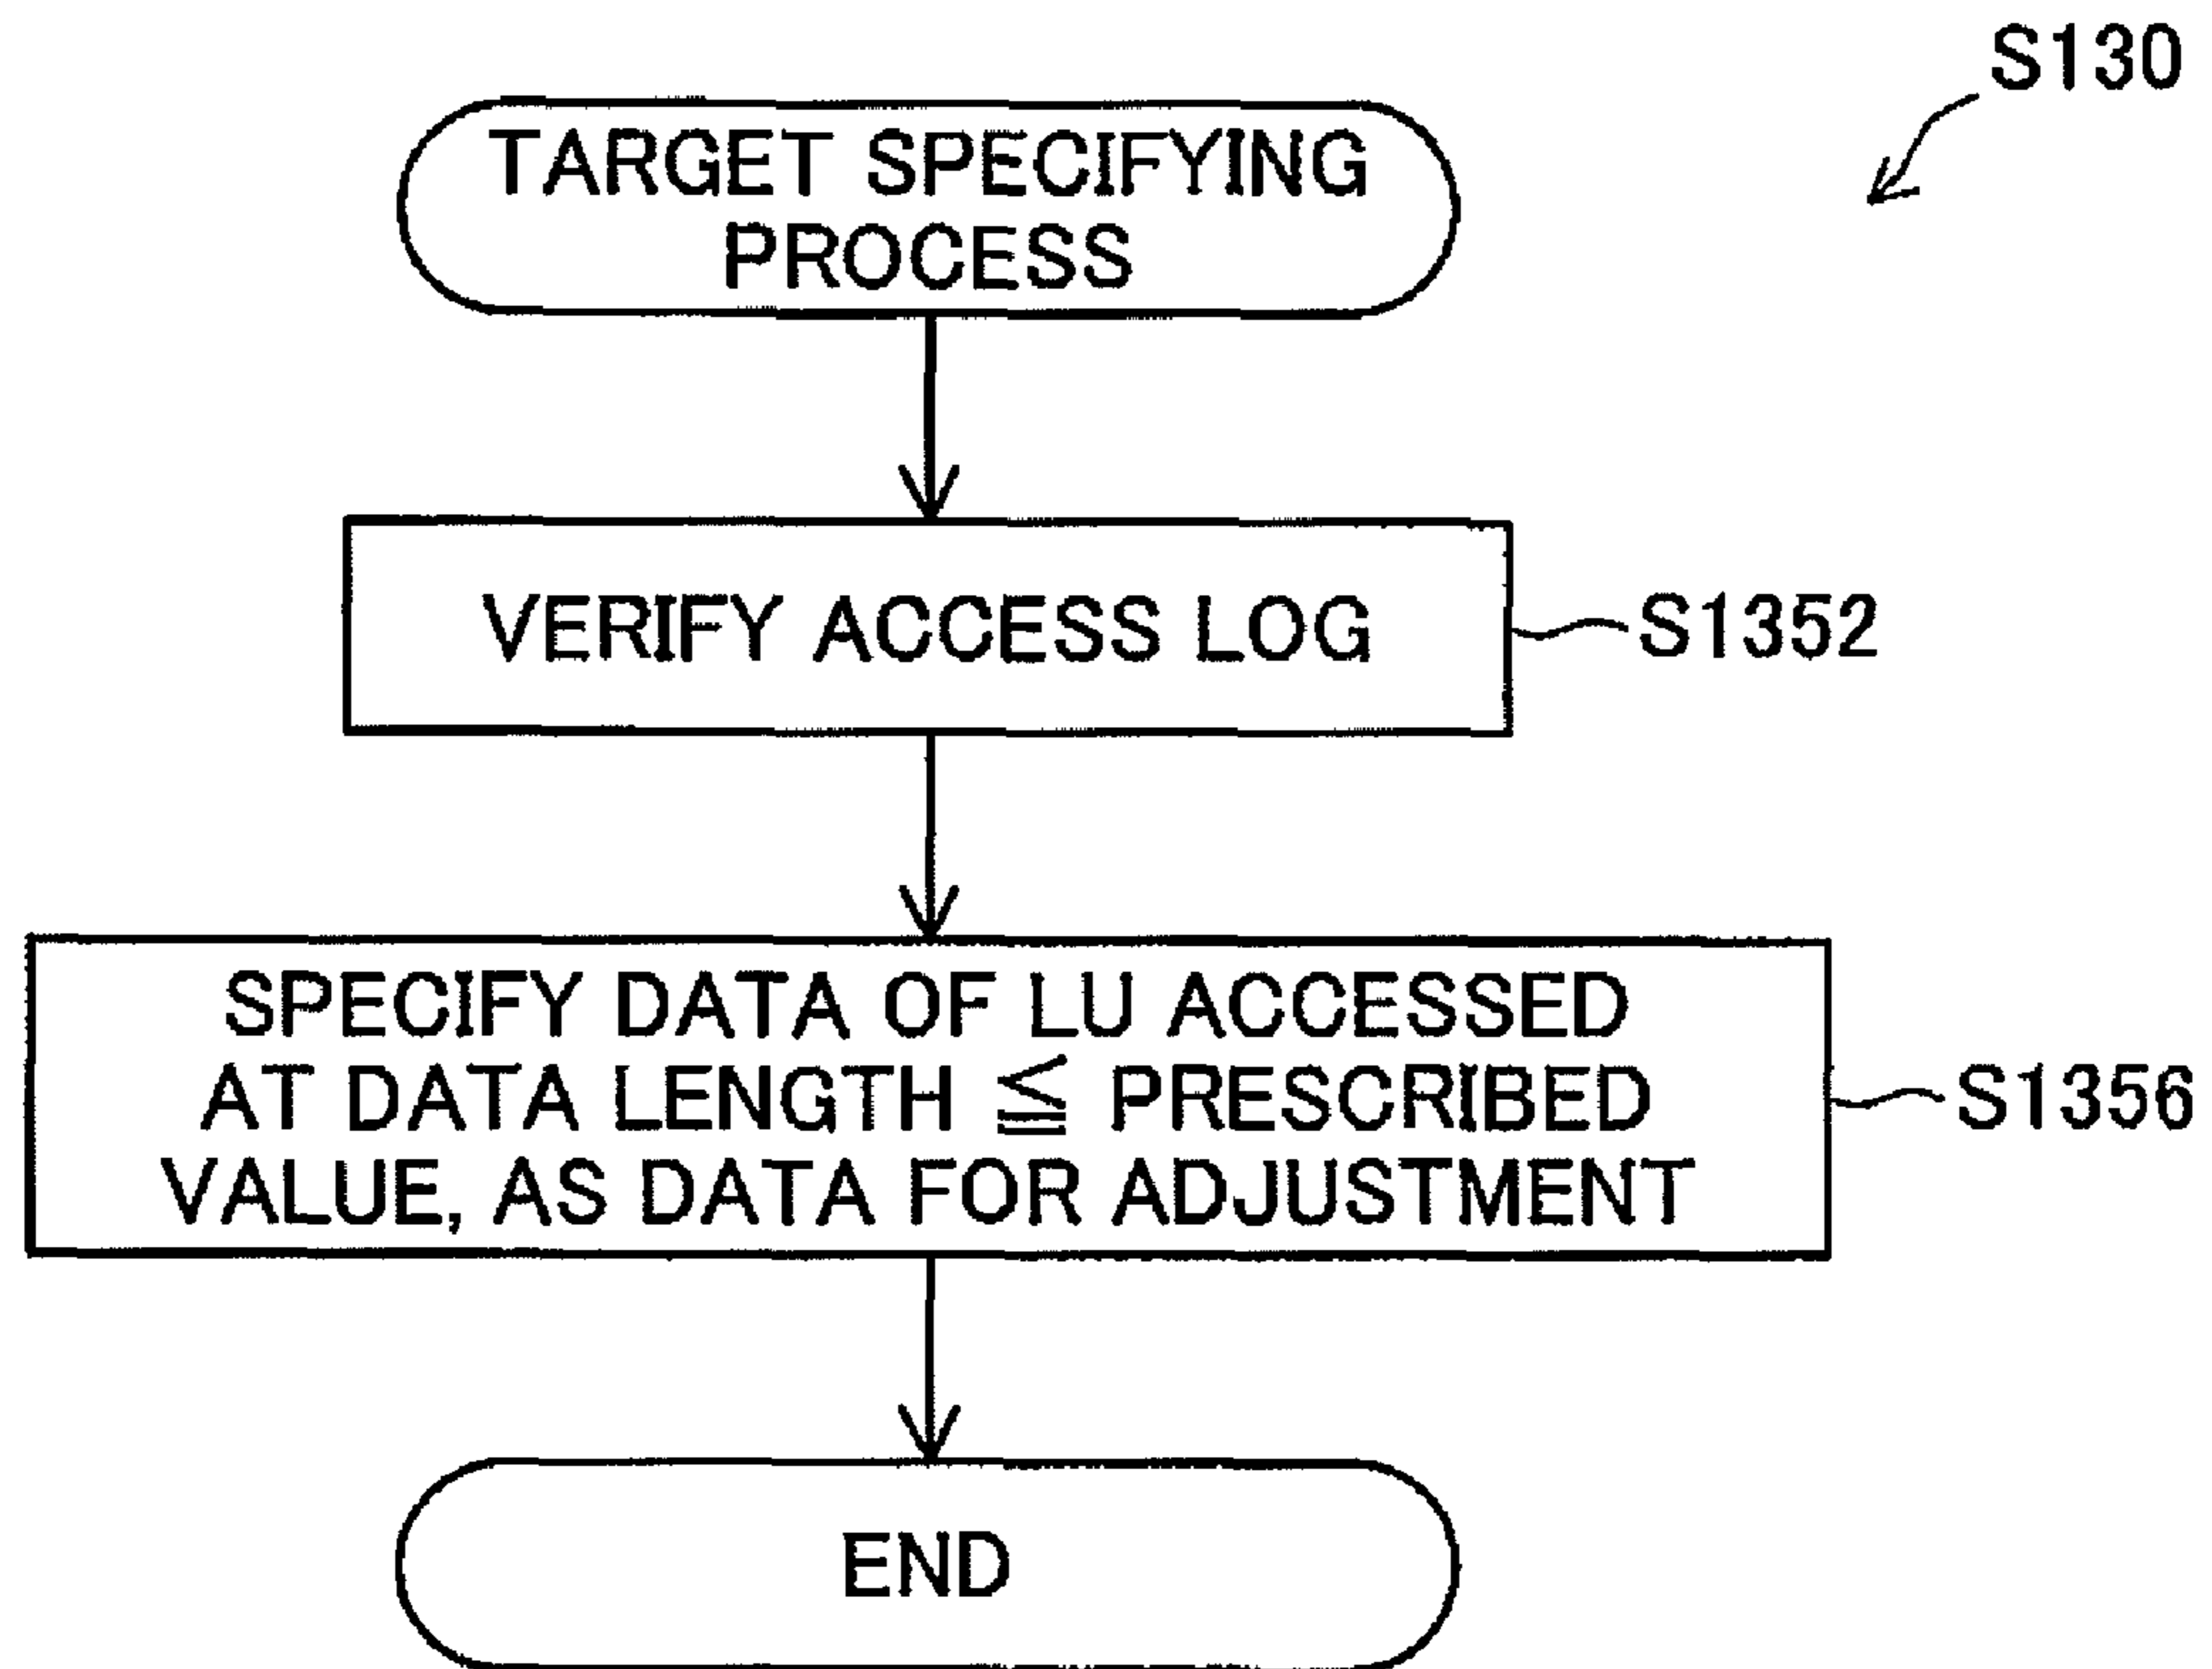 S130
TARGET SPECIFYING
PROCESS
VERIFY ACCESS LOG
S1352
SPECIFY DATA OF LU ACCESSED
AT DATA LENGTH ≦ PRESCRIBED
VALUE, AS DATA FOR ADJUSTMENT
S1356
END